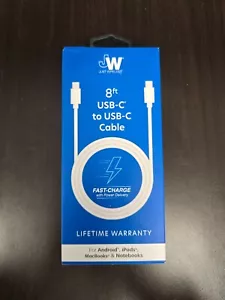 JW
JUST WIRELESS
8ft
USB-C®
to USB-C
Cable
FAST-CHARGE
with Power Delivery
LIFETIME WARRANTY
For Android®, iPads®,
MacBooks® & Notebooks